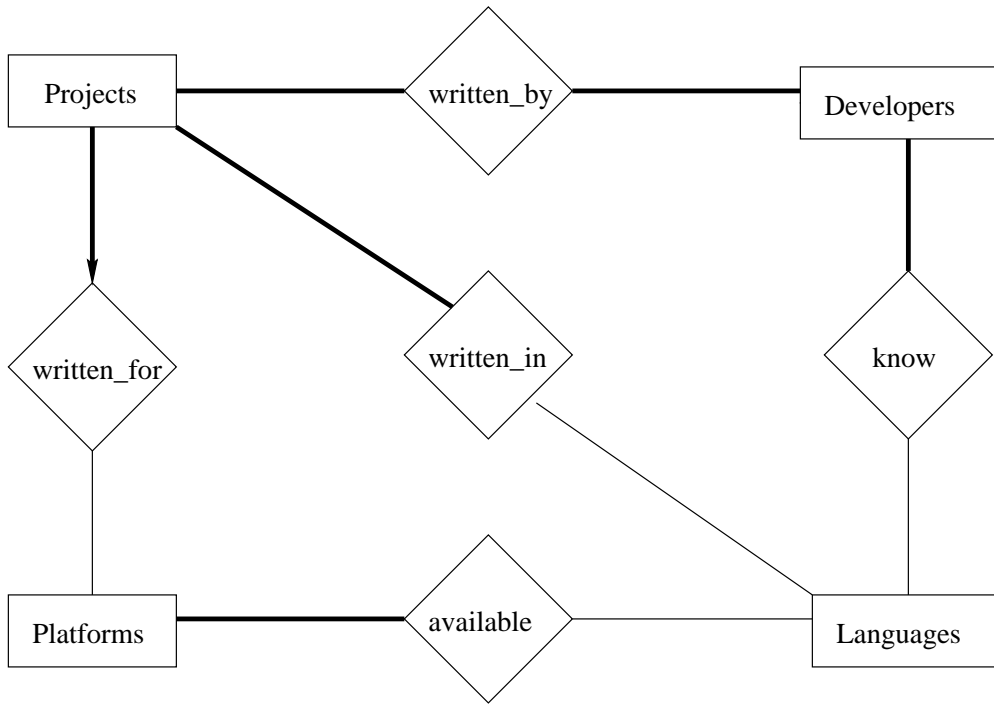 Projects
written_by
Developers
written_for
written_in
know
Platforms
available
Languages